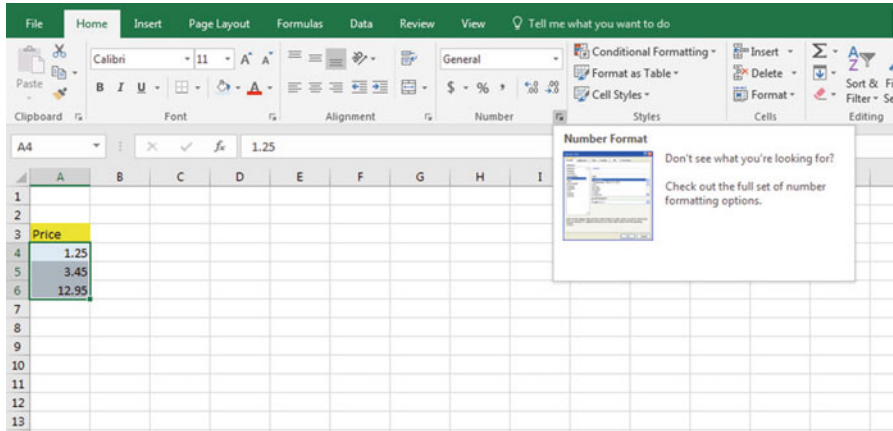 File Home Insert Page Layout Formulas Data Review View Tell me what you want to do
Paste
Calibri 11 A A
B I U A
General
$ % ,
Conditional Formatting
Format as Table
Cell Styles
Insert
Delete
Format
Sort &
Filter
Clipboard Font Alignment Number Styles Cells Editing
A4 fx 1.25
A B C D E F G H I
1
2
3 Price
4 1.25
5 3.45
6 12.95
7
8
9
10
11
12
13
Number Format
Don't see what you're looking for?
Check out the full set of number
formatting options.